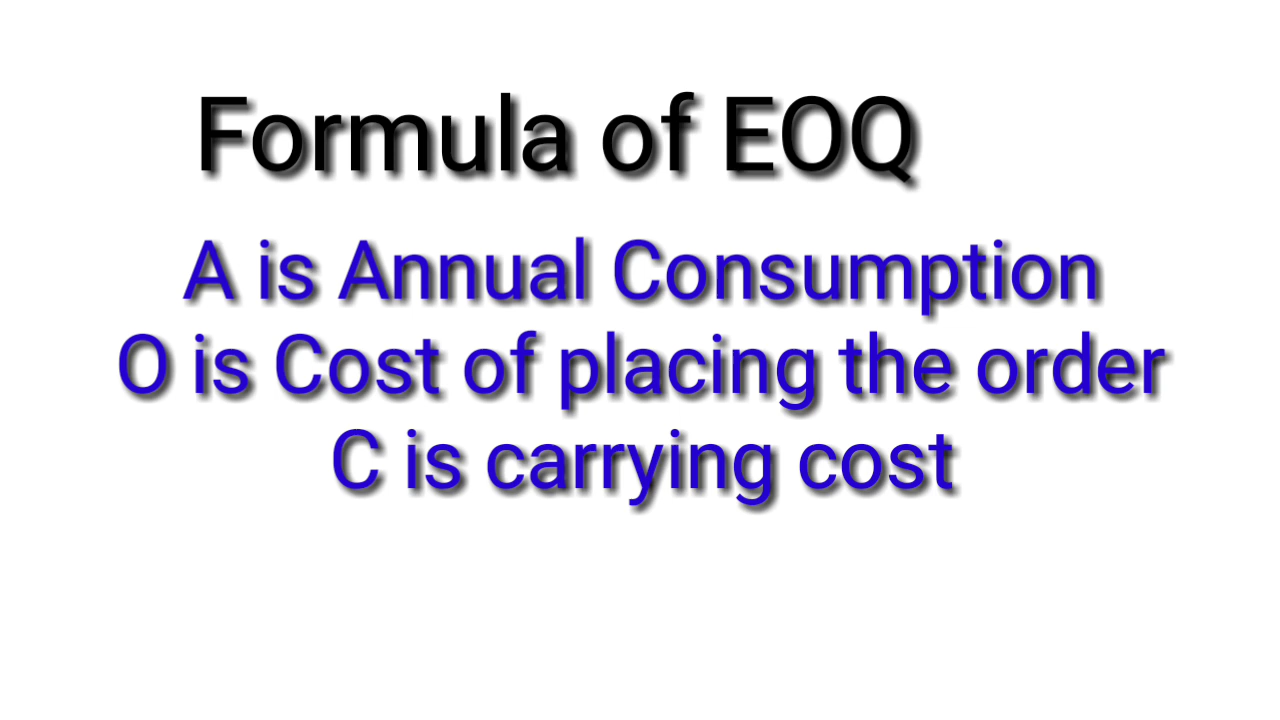 Formula of EOQ
A is Annual Consumption
O is Cost of placing the order
C is carrying cost